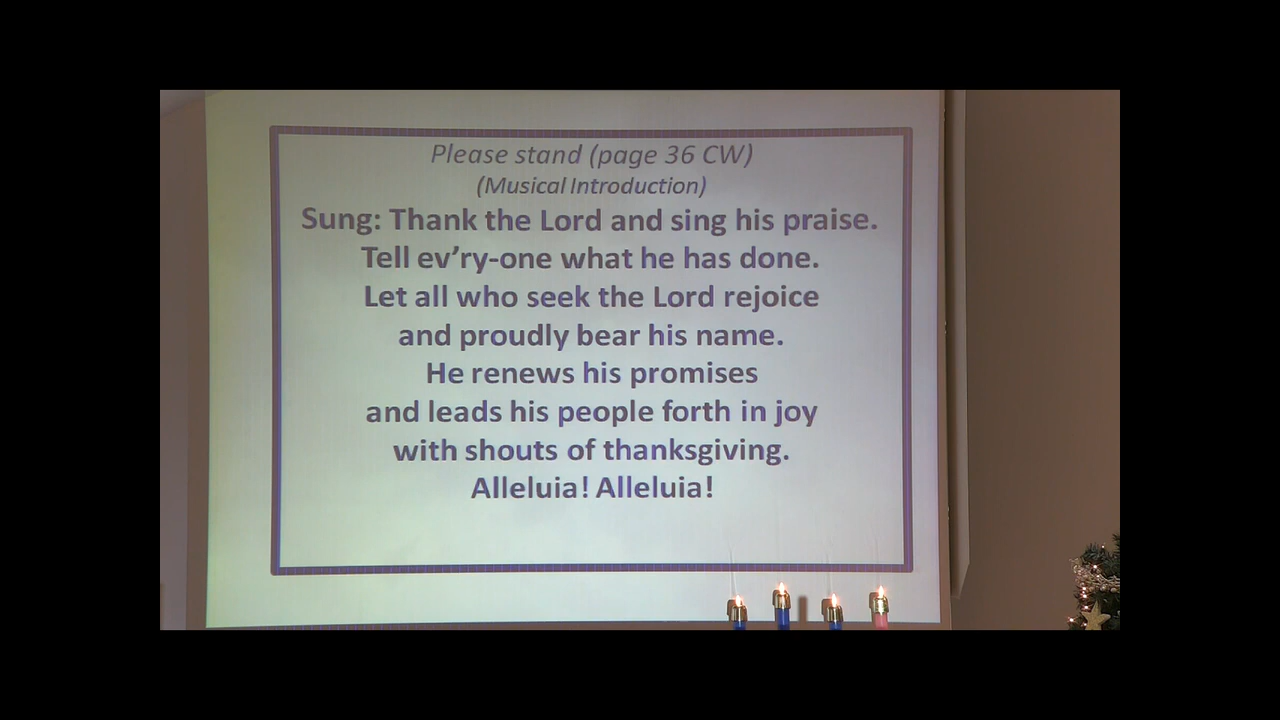 Please stand (page 36 CW)
(Musical Introduction)
Sung: Thank the Lord and sing his praise.
Tell ev’ry-one what he has done.
Let all who seek the Lord rejoice
and proudly bear his name.
He renews his promises
and leads his people forth in joy
with shouts of thanksgiving.
Alleluia! Alleluia!